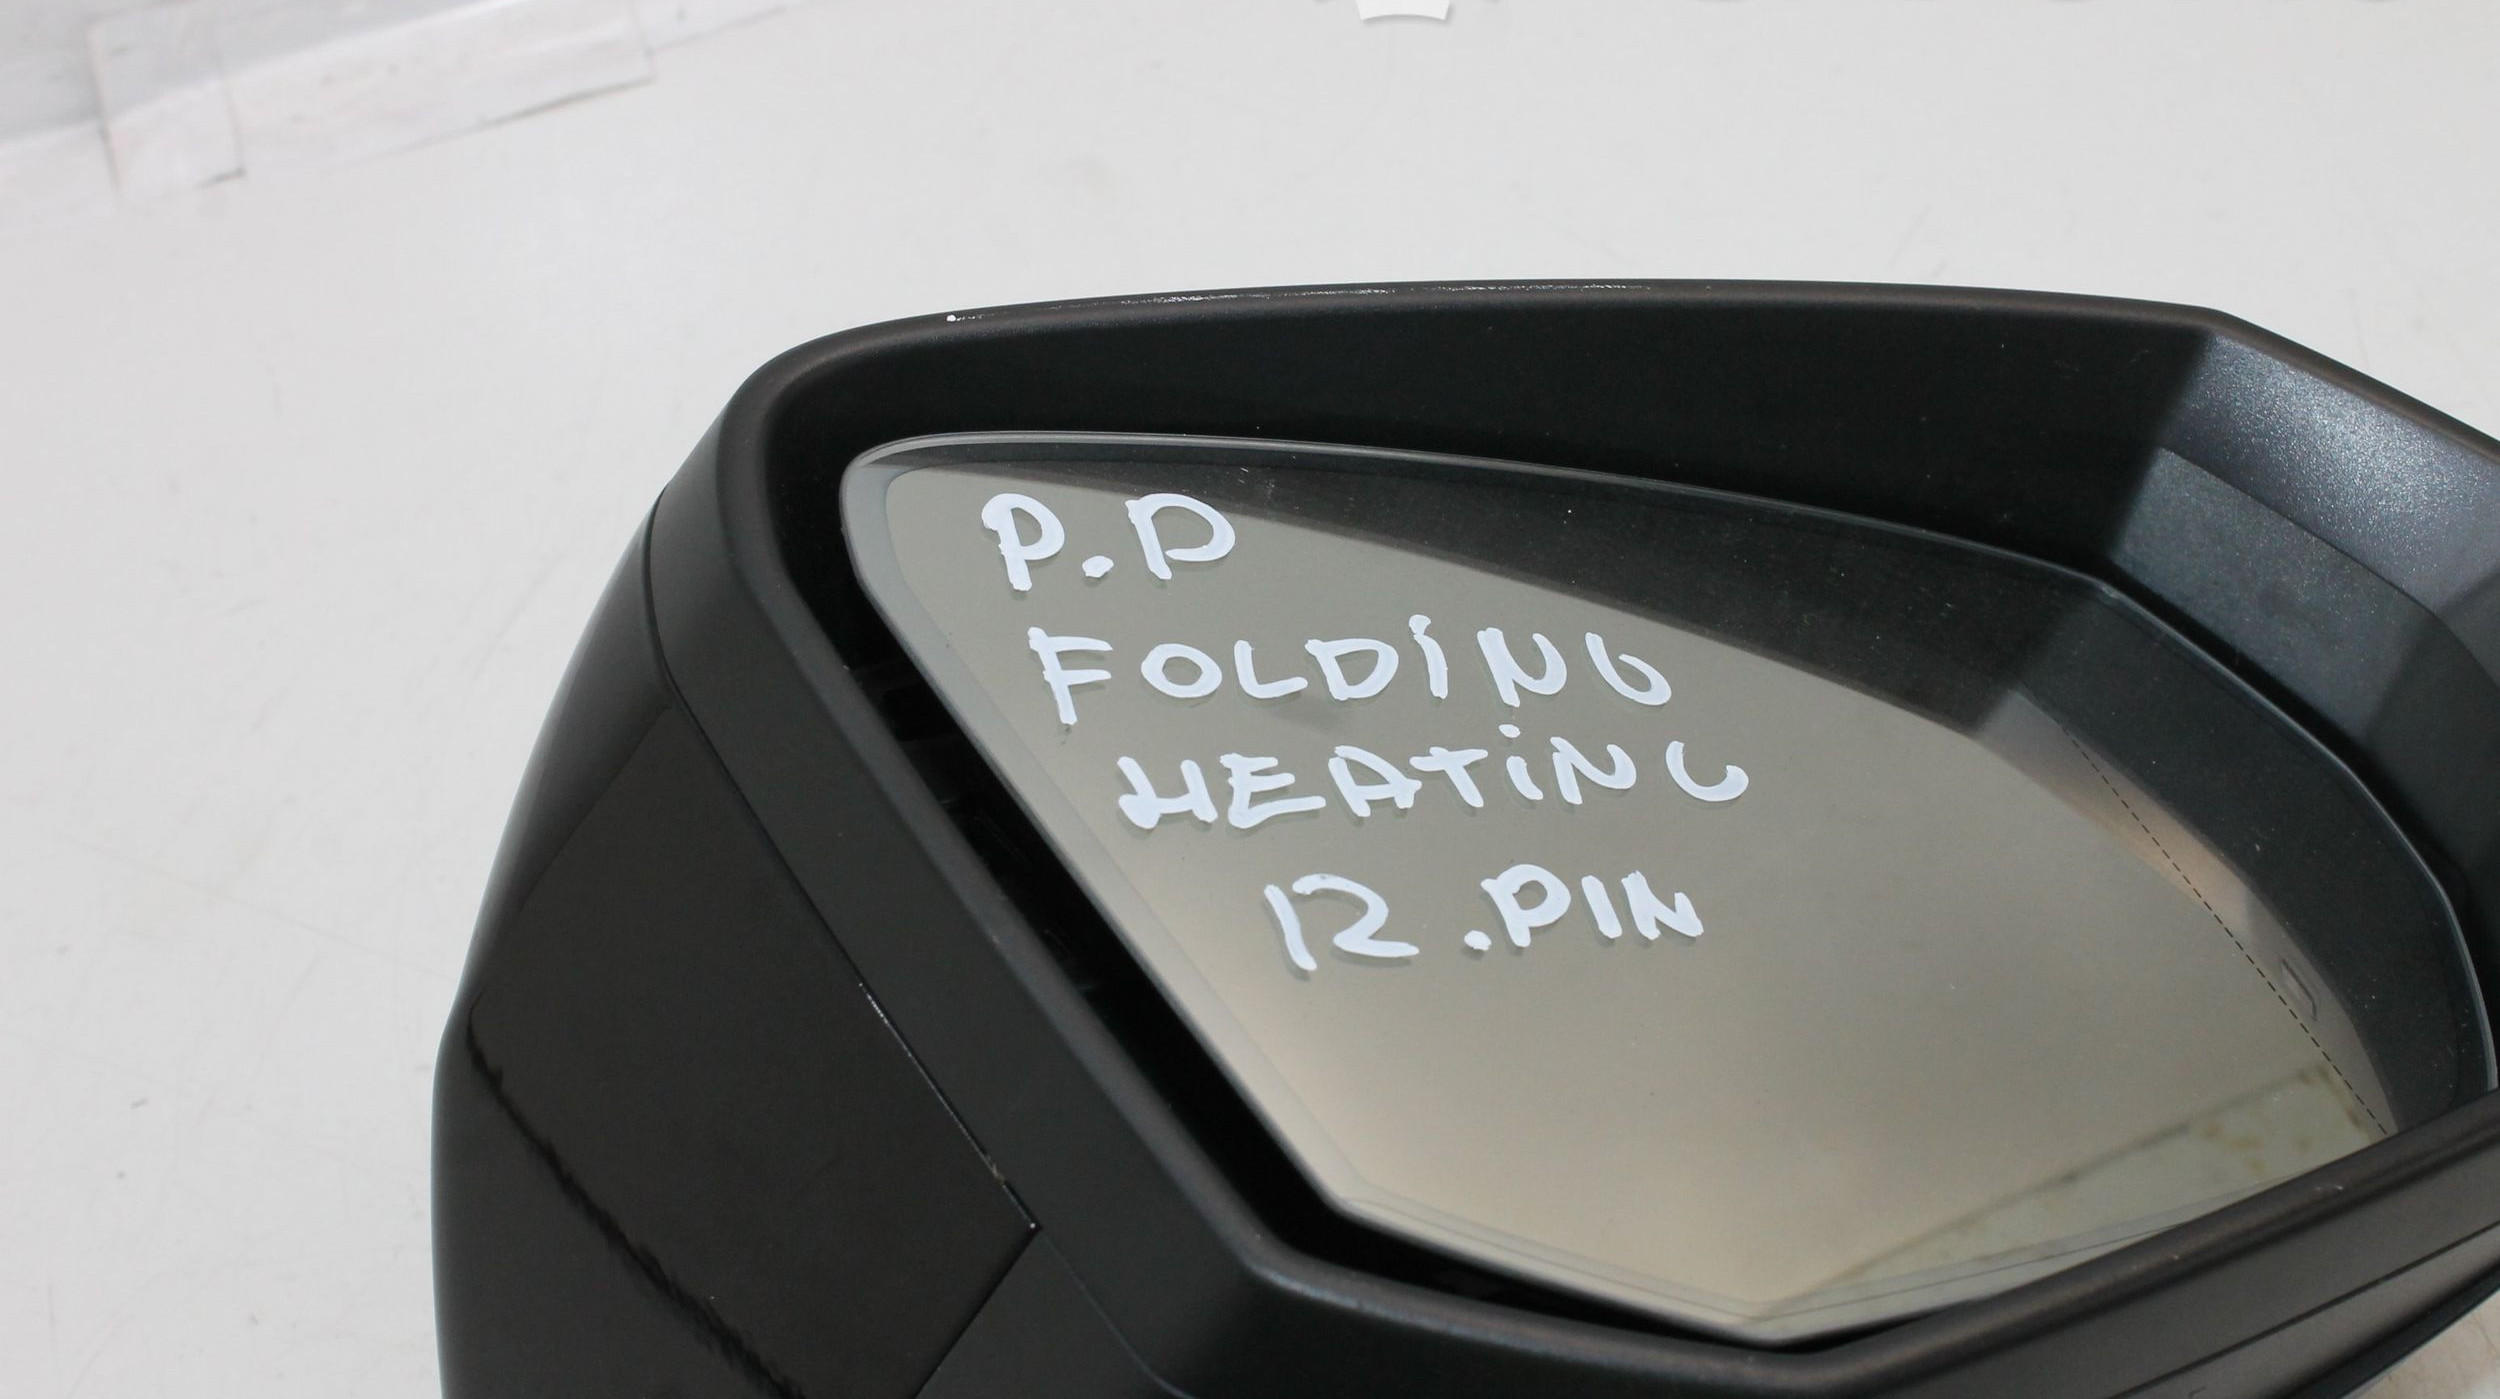 P.D
FOLDING
HEATING
12.PIN